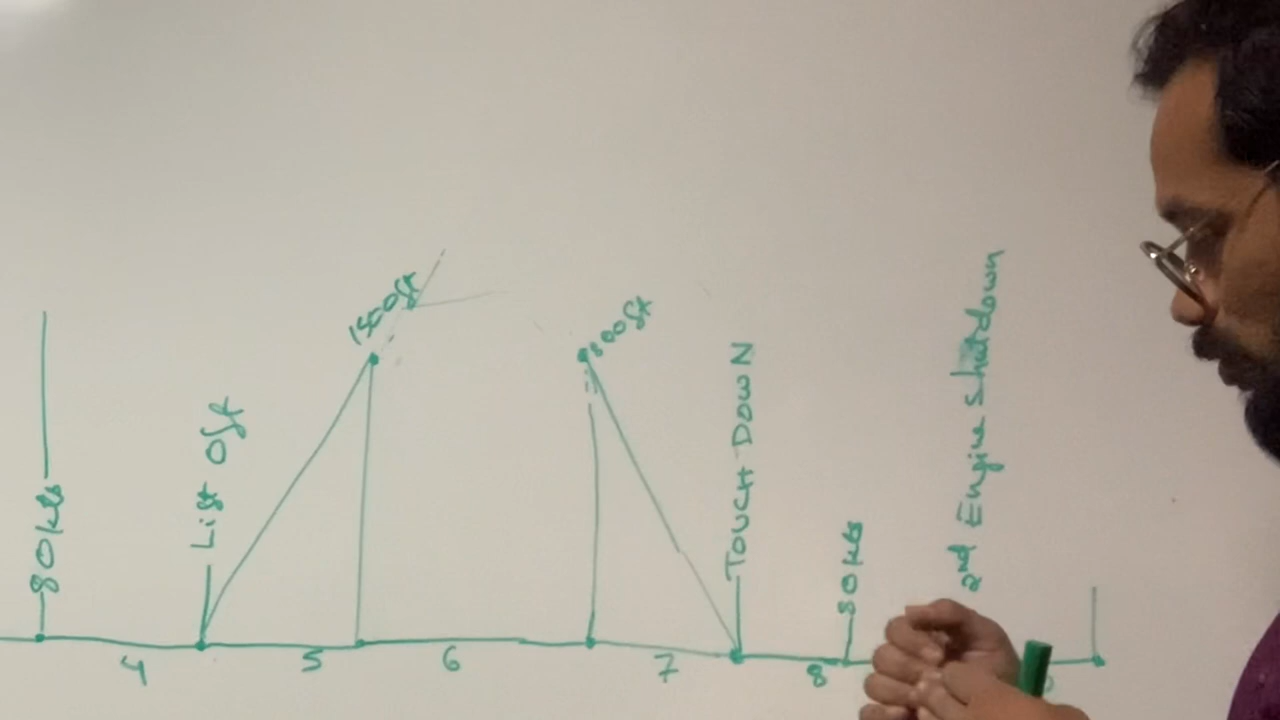 80kts
Lift Off
1500ft
800ft
TOUCH DOWN
80kts
2nd Engine Shutdown
4
5
6
7
8